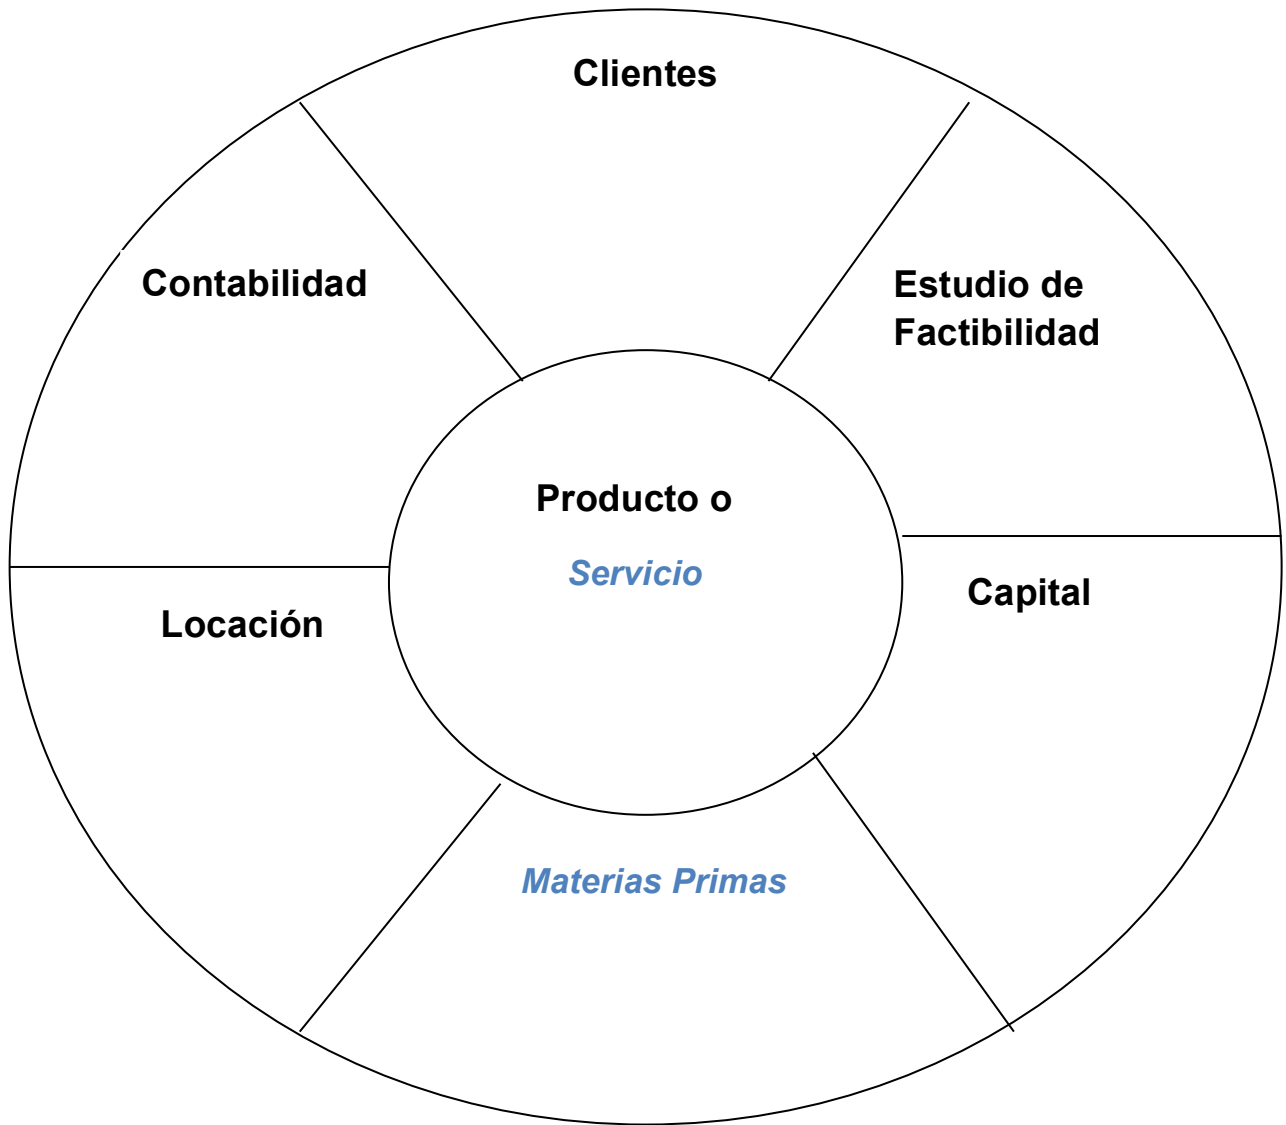 Clientes
Contabilidad
Estudio de
Factibilidad
Producto o
Servicio
Capital
Locación
Materias Primas